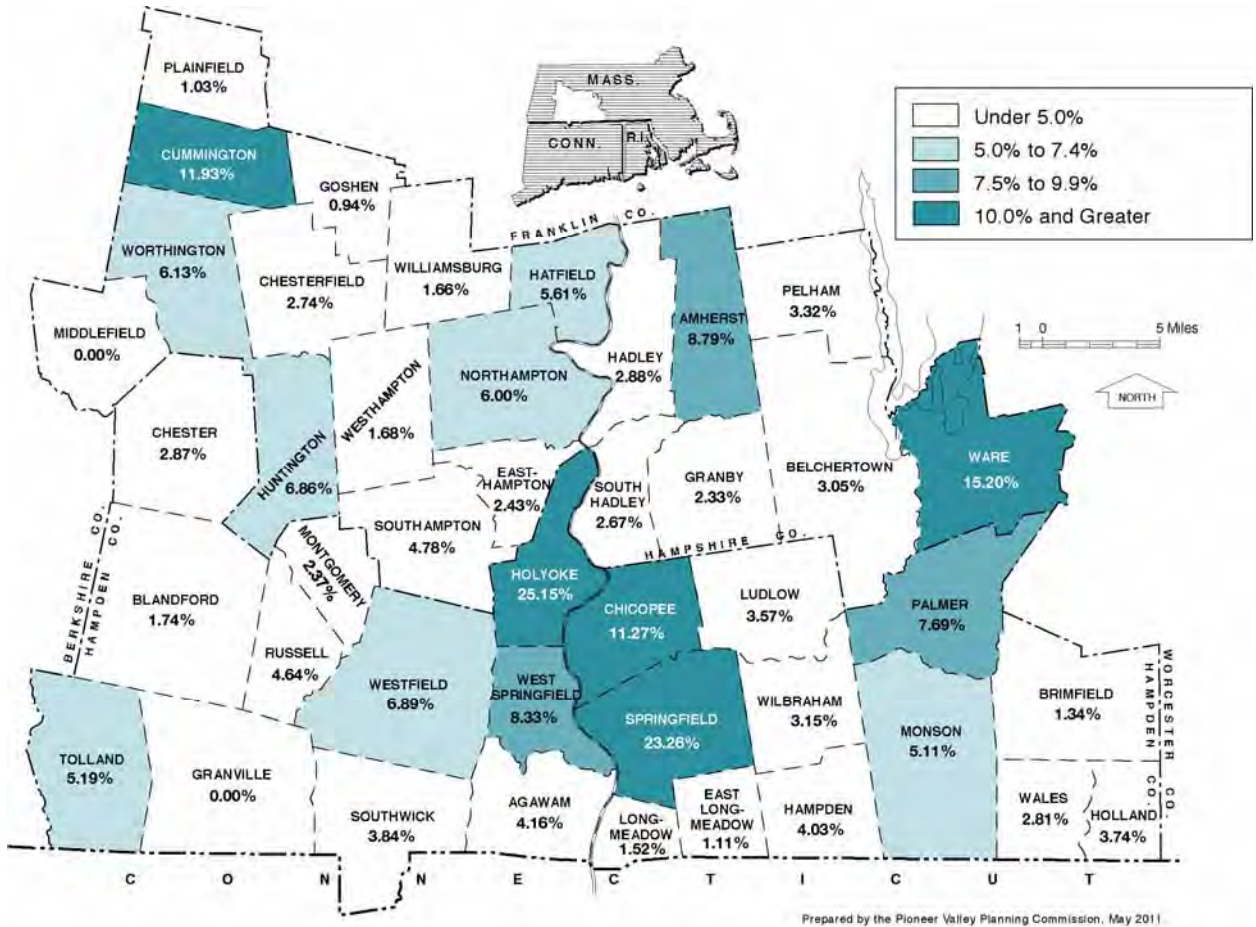 PLAINFIELD
1.03%
CUMMINGTON
11.93%
GOSHEN
0.94%
WORTHINGTON
6.13%
CHESTERFIELD
2.74%
WILLIAMSBURG
1.66%
HATFIELD
5.61%
MIDDLEFIELD
0.00%
MASS.
CONN.
R.I.
FRANKLIN CO.
Under 5.0%
5.0% to 7.4%
7.5% to 9.9%
10.0% and Greater
AMHERST
8.79%
PELHAM
3.32%
HADLEY
2.88%
1 0 5 Miles
NORTH
NORTHAMPTON
6.00%
WESTHAMPTON
1.68%
CHESTER
2.87%
HUNTINGTON
6.86%
EAST-
HAMPTON
2.43%
SOUTH
HADLEY
2.67%
GRANBY
2.33%
BELCHERTOWN
3.05%
WARE
15.20%
SOUTHAMPTON
4.78%
MONTGOMERY
2.37%
HAMPSHIRE CO.
BERKSHIRE CO.
HAMPDEN CO.
BLANDFORD
1.74%
HOLYOKE
25.15%
CHICOPEE
11.27%
LUDLOW
3.57%
PALMER
7.69%
RUSSELL
4.64%
WESTFIELD
6.89%
WEST
SPRINGFIELD
8.33%
SPRINGFIELD
23.26%
WILBRAHAM
3.15%
MONSON
5.11%
BRIMFIELD
1.34%
HAMPDEN CO.
WORCESTER CO.
TOLLAND
5.19%
GRANVILLE
0.00%
SOUTHWICK
3.84%
AGAWAM
4.16%
LONG-
MEADOW
1.52%
EAST
LONG-
MEADOW
1.11%
HAMPDEN
4.03%
WALES
2.81%
HOLLAND
3.74%
CONNECTICUT
Prepared by the Pioneer Valley Planning Commission, May 2011